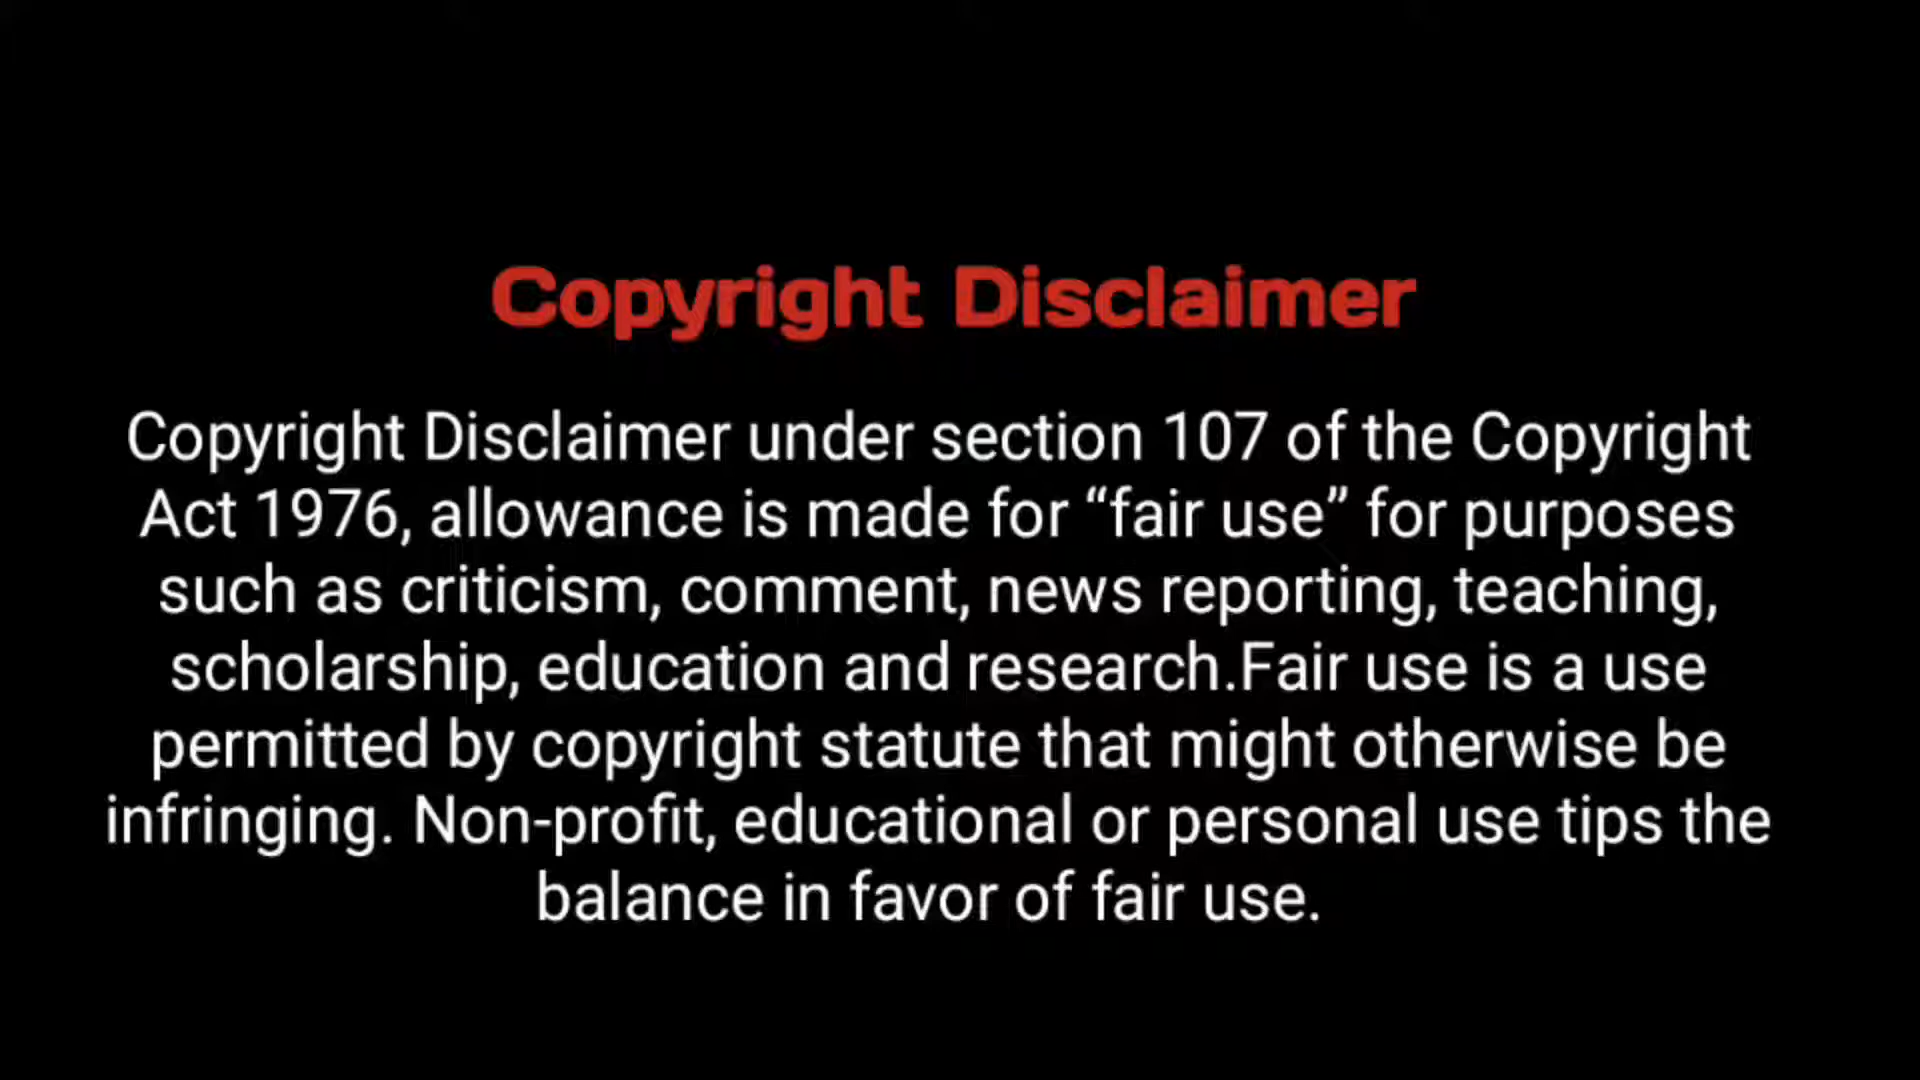 Copyright Disclaimer
Copyright Disclaimer under section 107 of the Copyright
Act 1976, allowance is made for “fair use” for purposes
such as criticism, comment, news reporting, teaching,
scholarship, education and research.Fair use is a use
permitted by copyright statute that might otherwise be
infringing. Non-profit, educational or personal use tips the
balance in favor of fair use.